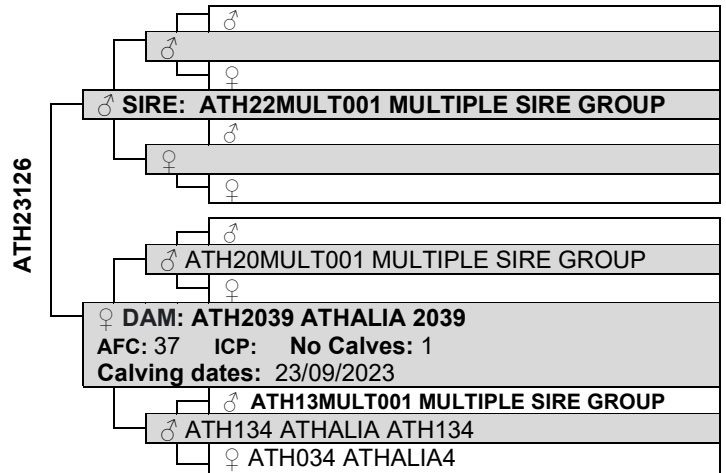 ♂
♂
♀
♂ SIRE: ATH22MULT001 MULTIPLE SIRE GROUP
♂
♀
♀
ATH23126
♂
♂ ATH20MULT001 MULTIPLE SIRE GROUP
♀
♀ DAM: ATH2039 ATHALIA 2039
AFC: 37 ICP: No Calves: 1
Calving dates: 23/09/2023
♂ ATH13MULT001 MULTIPLE SIRE GROUP
♂ ATH134 ATHALIA ATH134
♀ ATH034 ATHALIA4